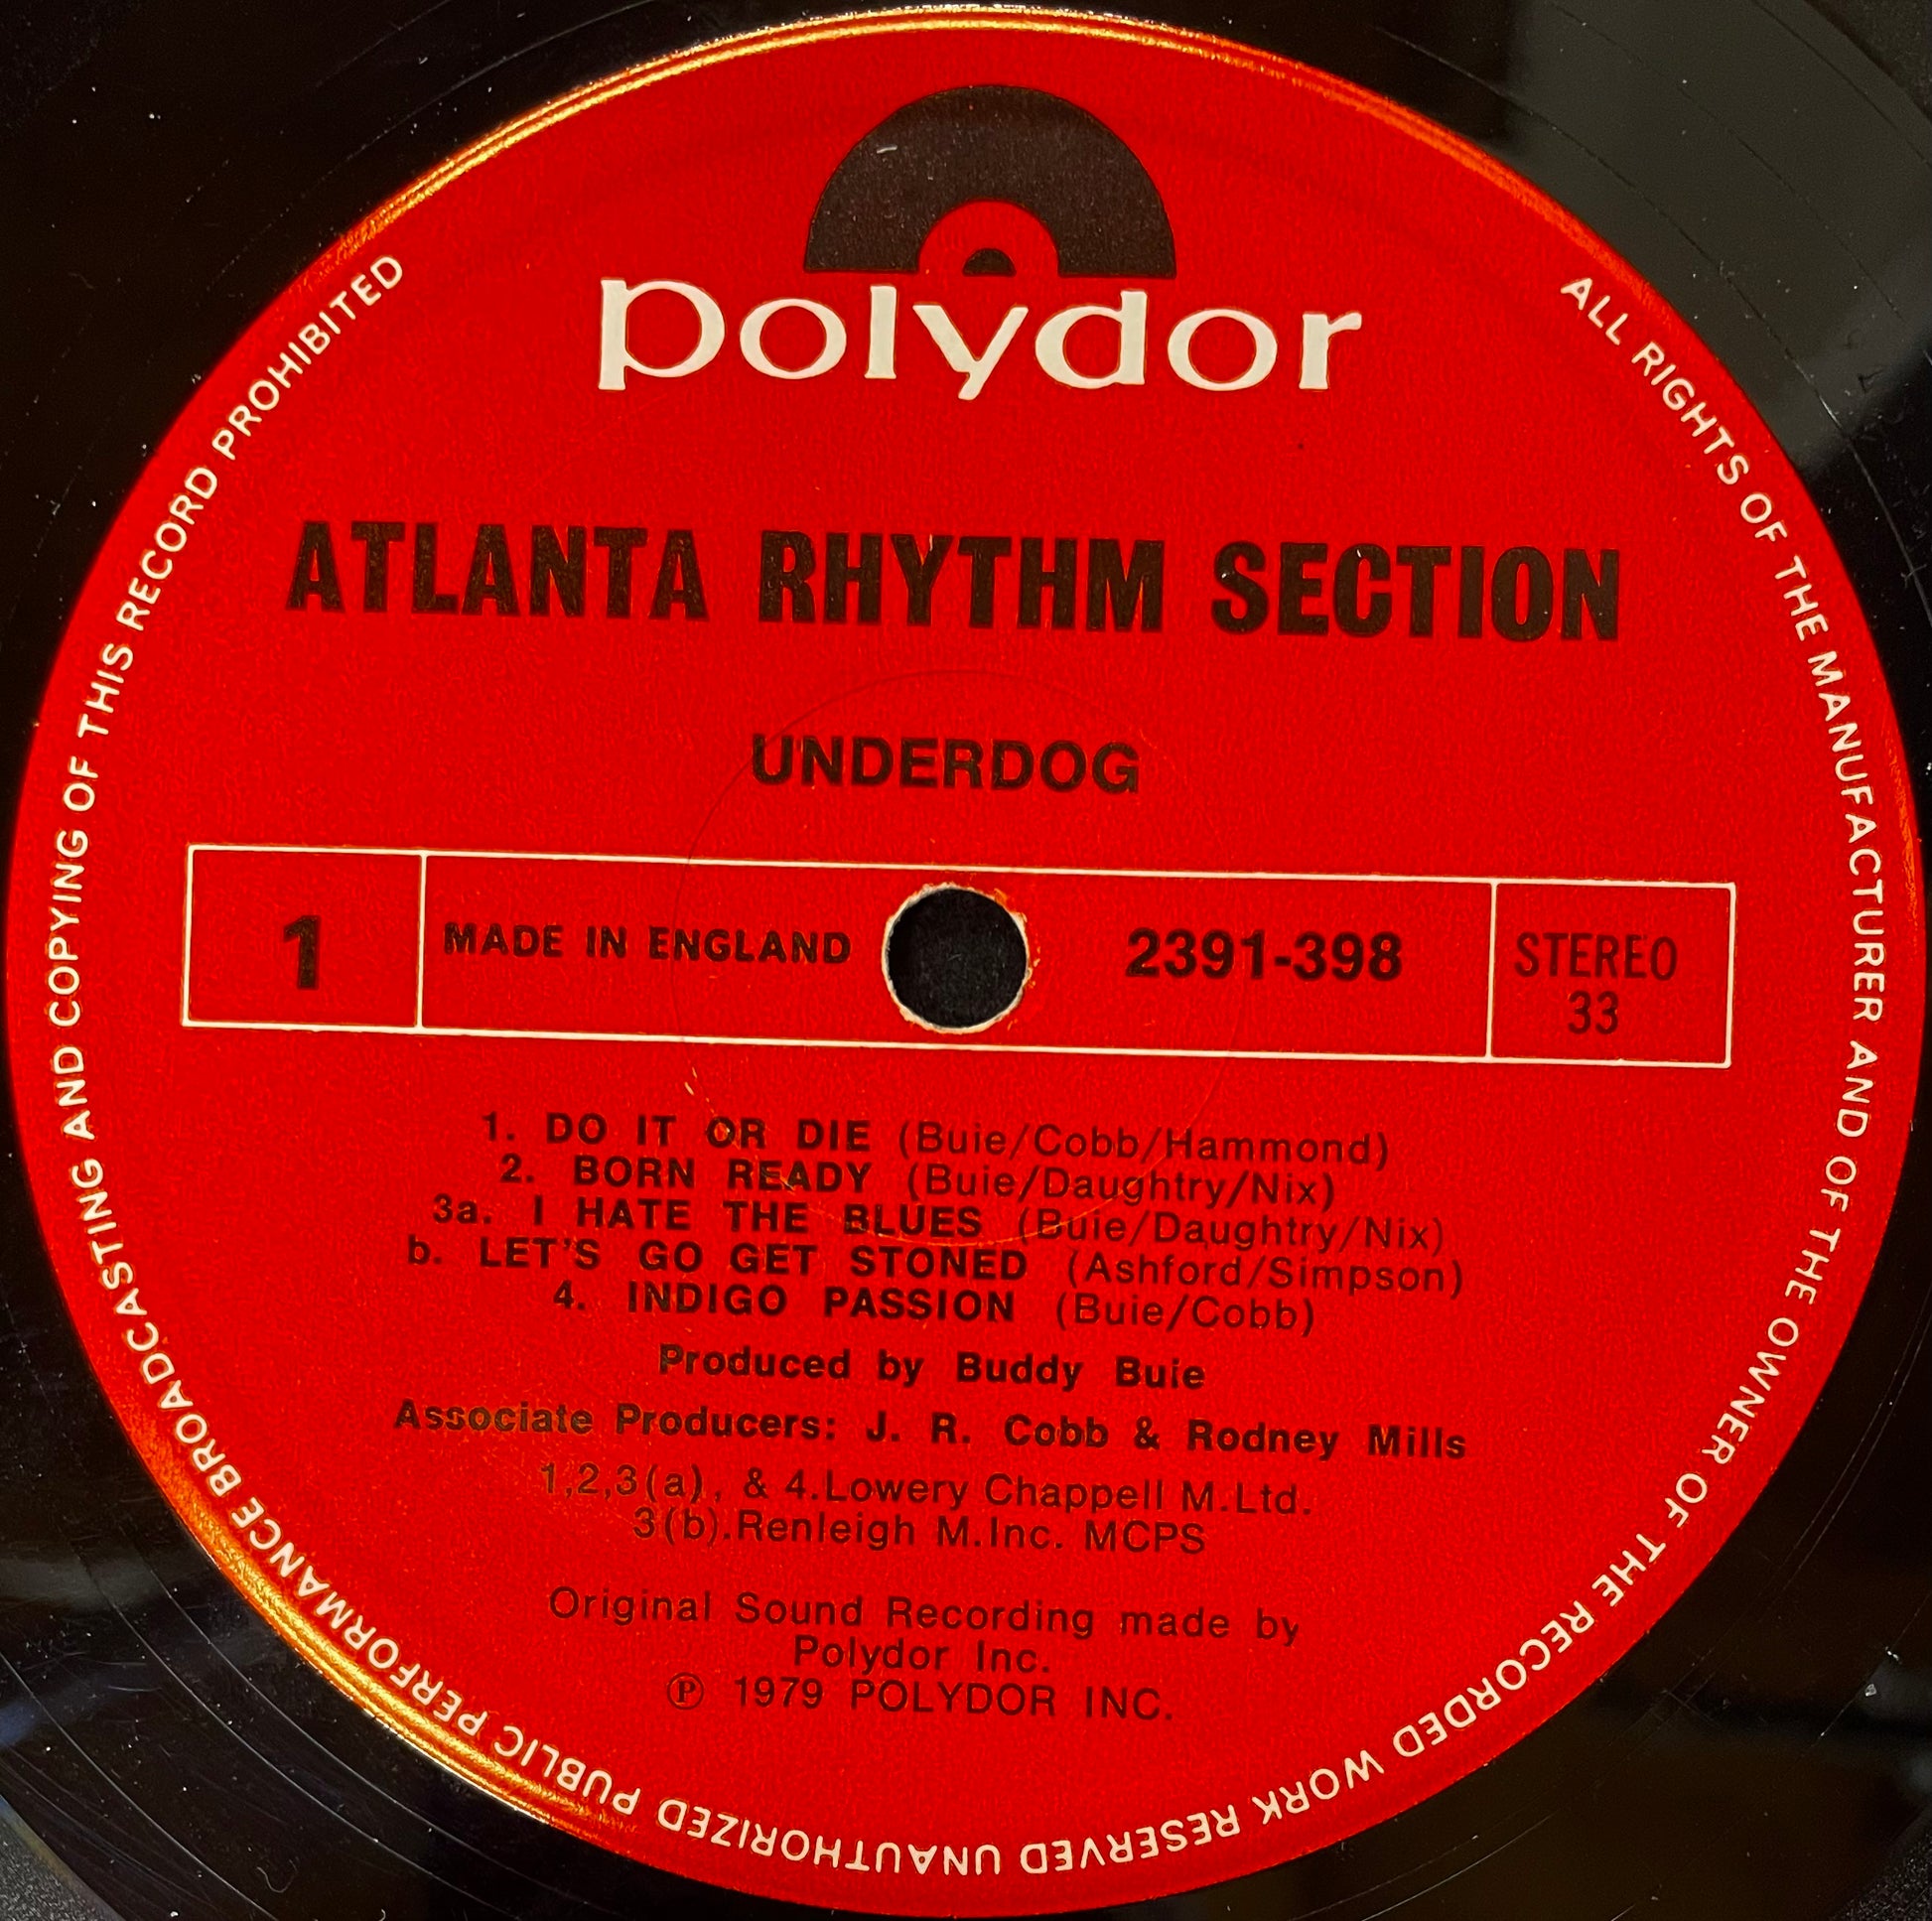 polydor
ATLANTA RHYTHM SECTION
UNDERDOG
1 MADE IN ENGLAND 2391-398 STEREO
33
1. DO IT OR DIE (Buie/Cobb/Hammond)
2. BORN READY (Buie/Daughtry/Nix)
3a. I HATE THE BLUES (Buie/Daughtry/Nix)
b. LET'S GO GET STONED (Ashford/Simpson)
4. INDIGO PASSION (Buie/Cobb)
Produced by Buddy Buie
Associate Producers: J. R. Cobb & Rodney Mills
1,2,3(a), & 4.Lowery Chappell M.Ltd.
3(b).Renleigh M.Inc. MCPS
Original Sound Recording made by
Polydor Inc.
℗ 1979 POLYDOR INC.
ALL RIGHTS OF THE MANUFACTURER AND OF THE OWNER OF THE RECORDED WORK RESERVED UNAUTHORIZED PUBLIC PERFORMANCE BROADCASTING AND COPYING OF THIS RECORD PROHIBITED